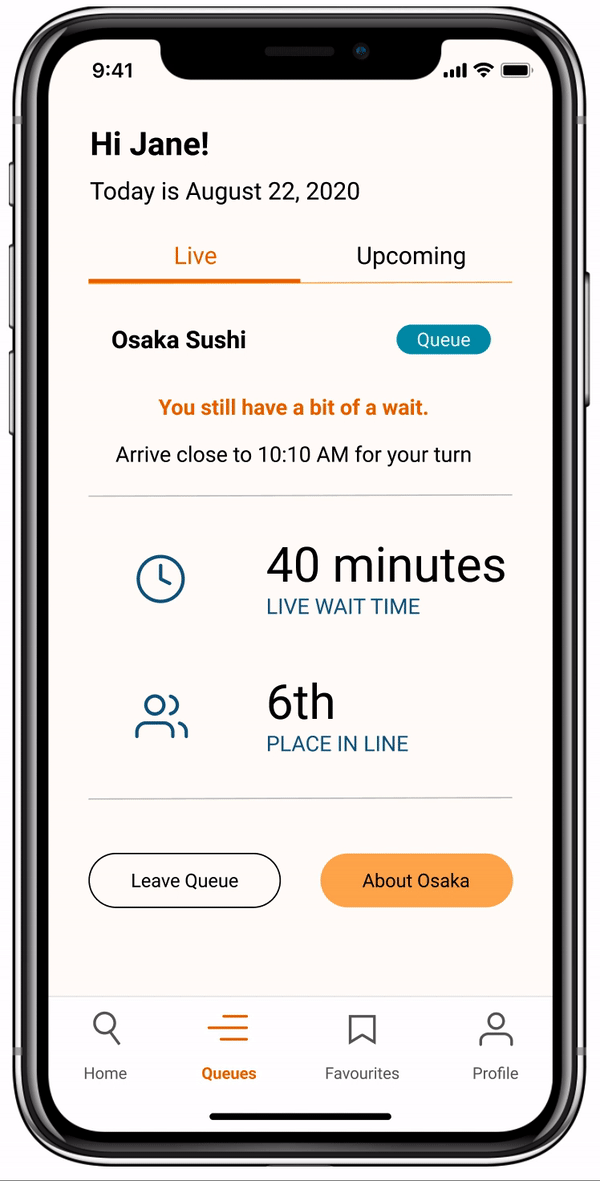 9:41
Hi Jane!
Today is August 22, 2020
Live Upcoming
Osaka Sushi Queue
You still have a bit of a wait.
Arrive close to 10:10 AM for your turn
40 minutes
LIVE WAIT TIME
6th
PLACE IN LINE
Leave Queue About Osaka
Home Queues Favourites Profile